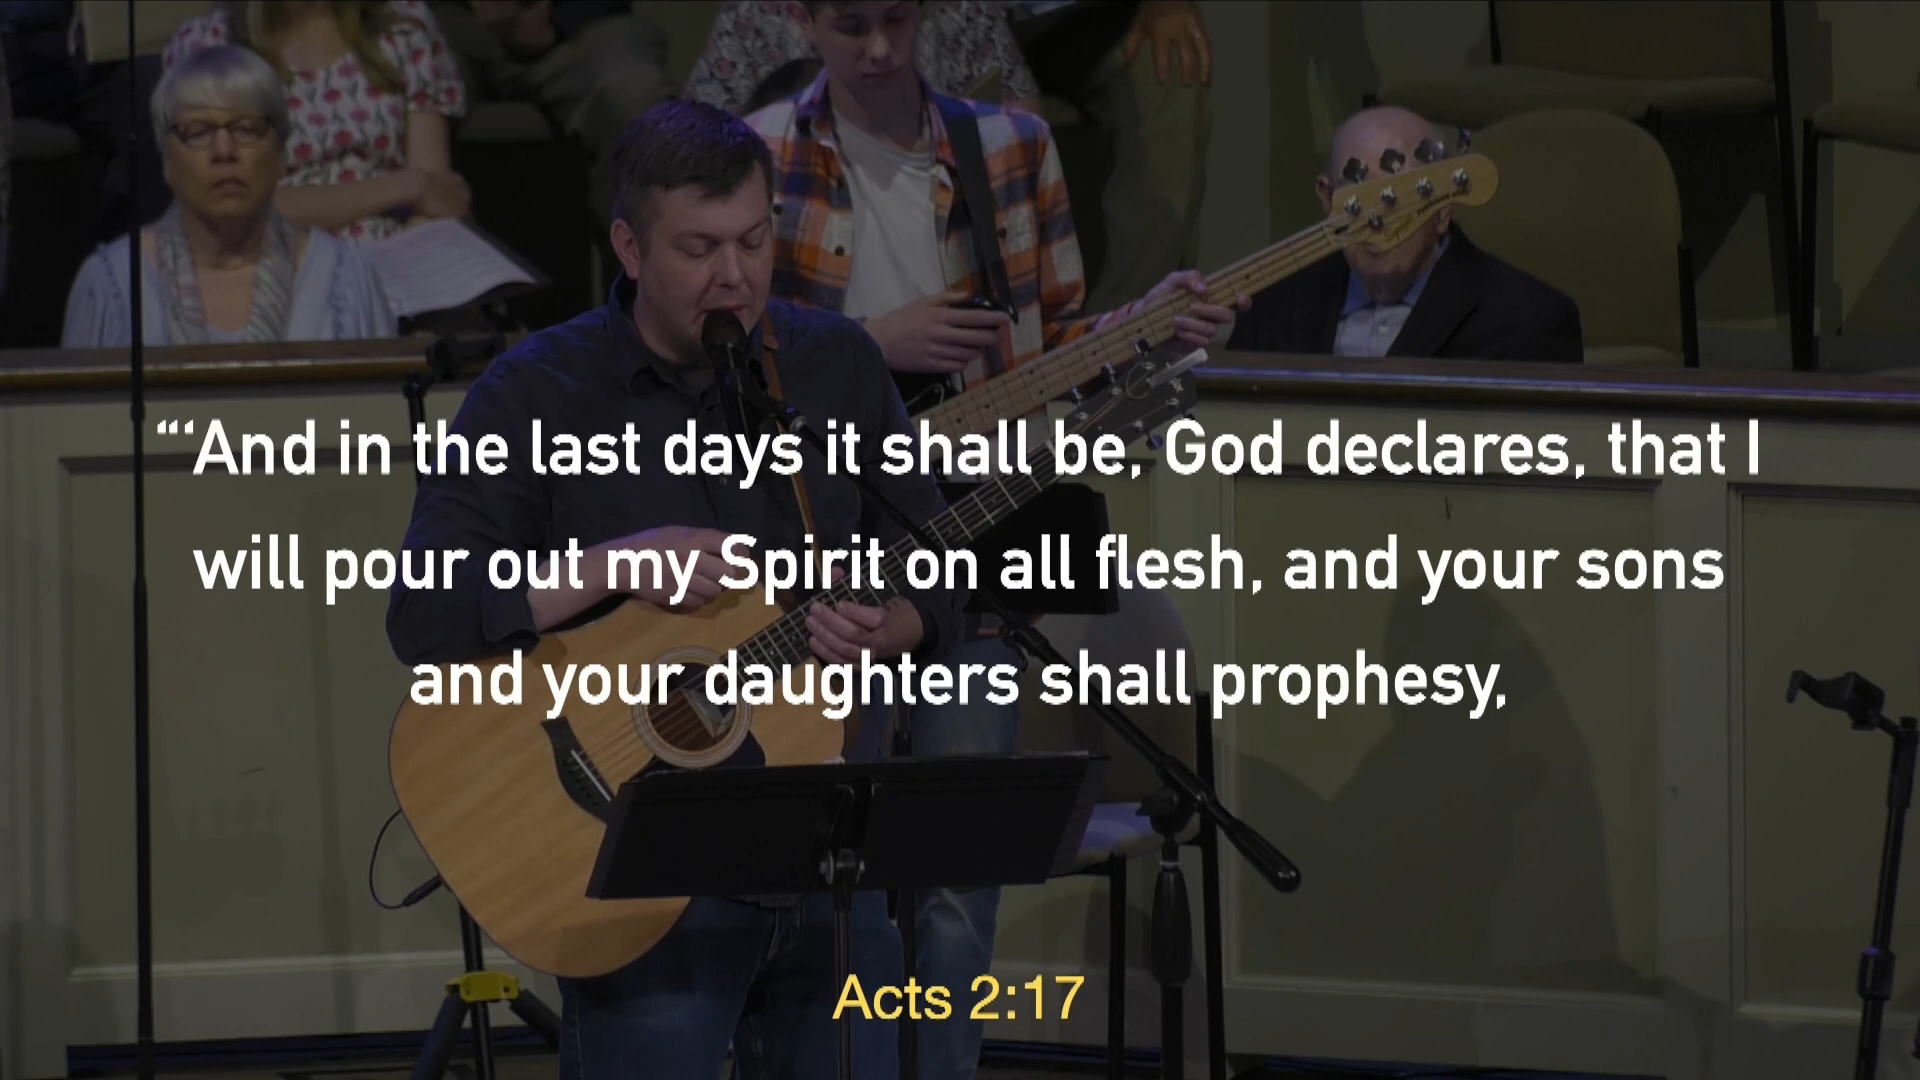 “‘And in the last days it shall be, God declares, that I
will pour out my Spirit on all flesh, and your sons
and your daughters shall prophesy,
Acts 2:17